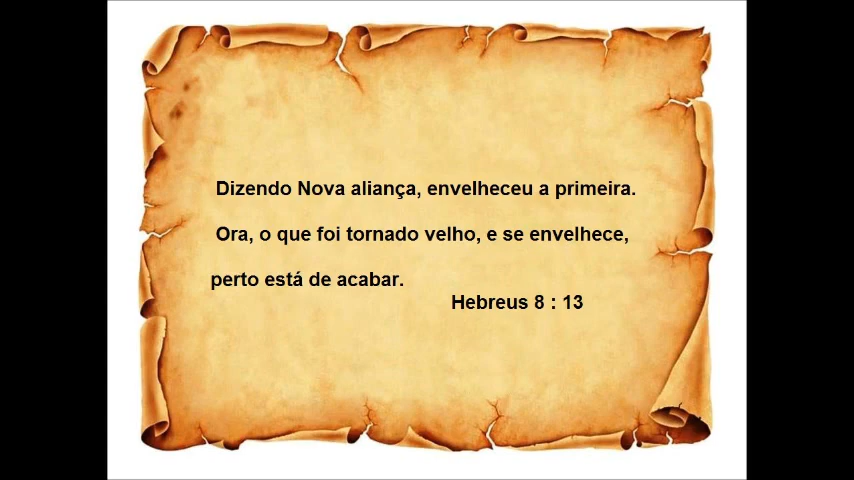 Dizendo Nova aliança, envelheceu a primeira.
Ora, o que foi tornado velho, e se envelhece,
perto está de acabar.
Hebreus 8 : 13